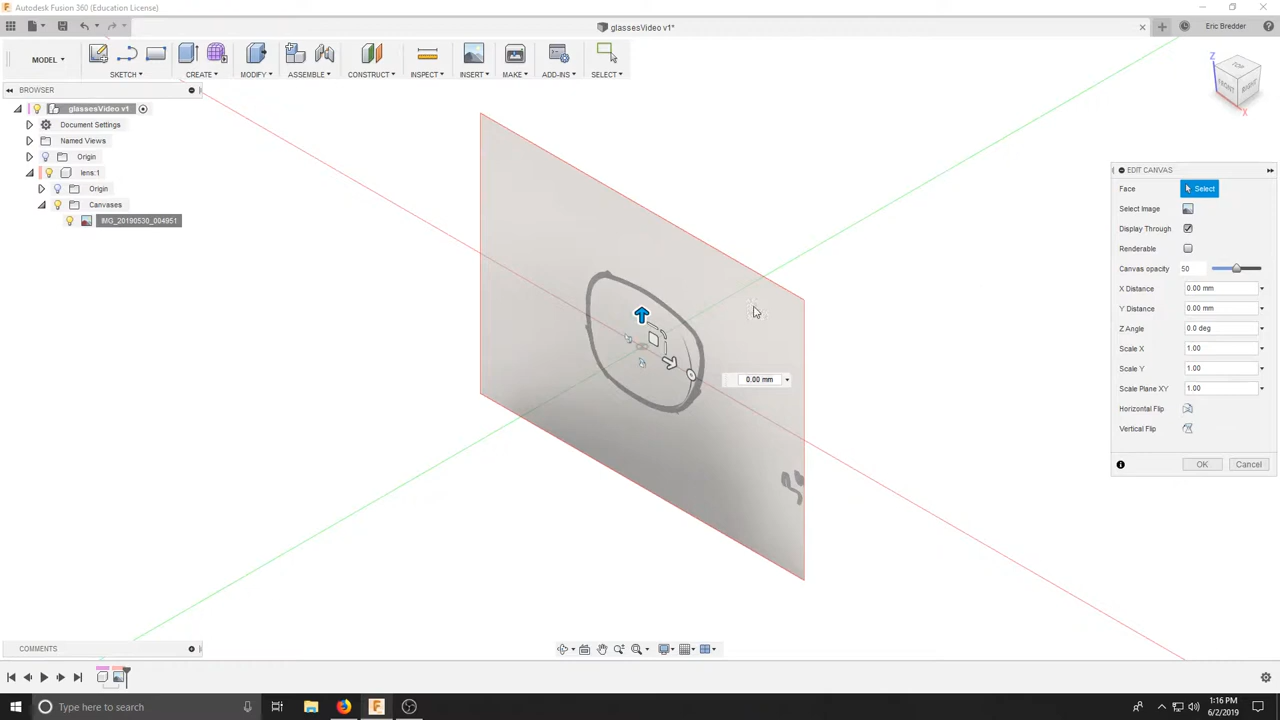 Autodesk Fusion 360 (Education License)
glassesVideo v1*
Eric Bredder
MODEL
SKETCH
CREATE
MODIFY
ASSEMBLE
CONSTRUCT
INSPECT
INSERT
MAKE
ADD-INS
SELECT
BROWSER
glassesVideo v1
Document Settings
Named Views
Origin
lens:1
Origin
Canvases
IMG_20190530_004951
TOP
FRONT
RIGHT
Z
X
EDIT CANVAS
Face Select
Select Image
Display Through
Renderable
Canvas opacity 50
X Distance 0.00 mm
Y Distance 0.00 mm
Z Angle 0.0 deg
Scale X 1.00
Scale Y 1.00
Scale Plane XY 1.00
Horizontal Flip
Vertical Flip
OK Cancel
0.00 mm
COMMENTS
Type here to search
1:16 PM
6/2/2019